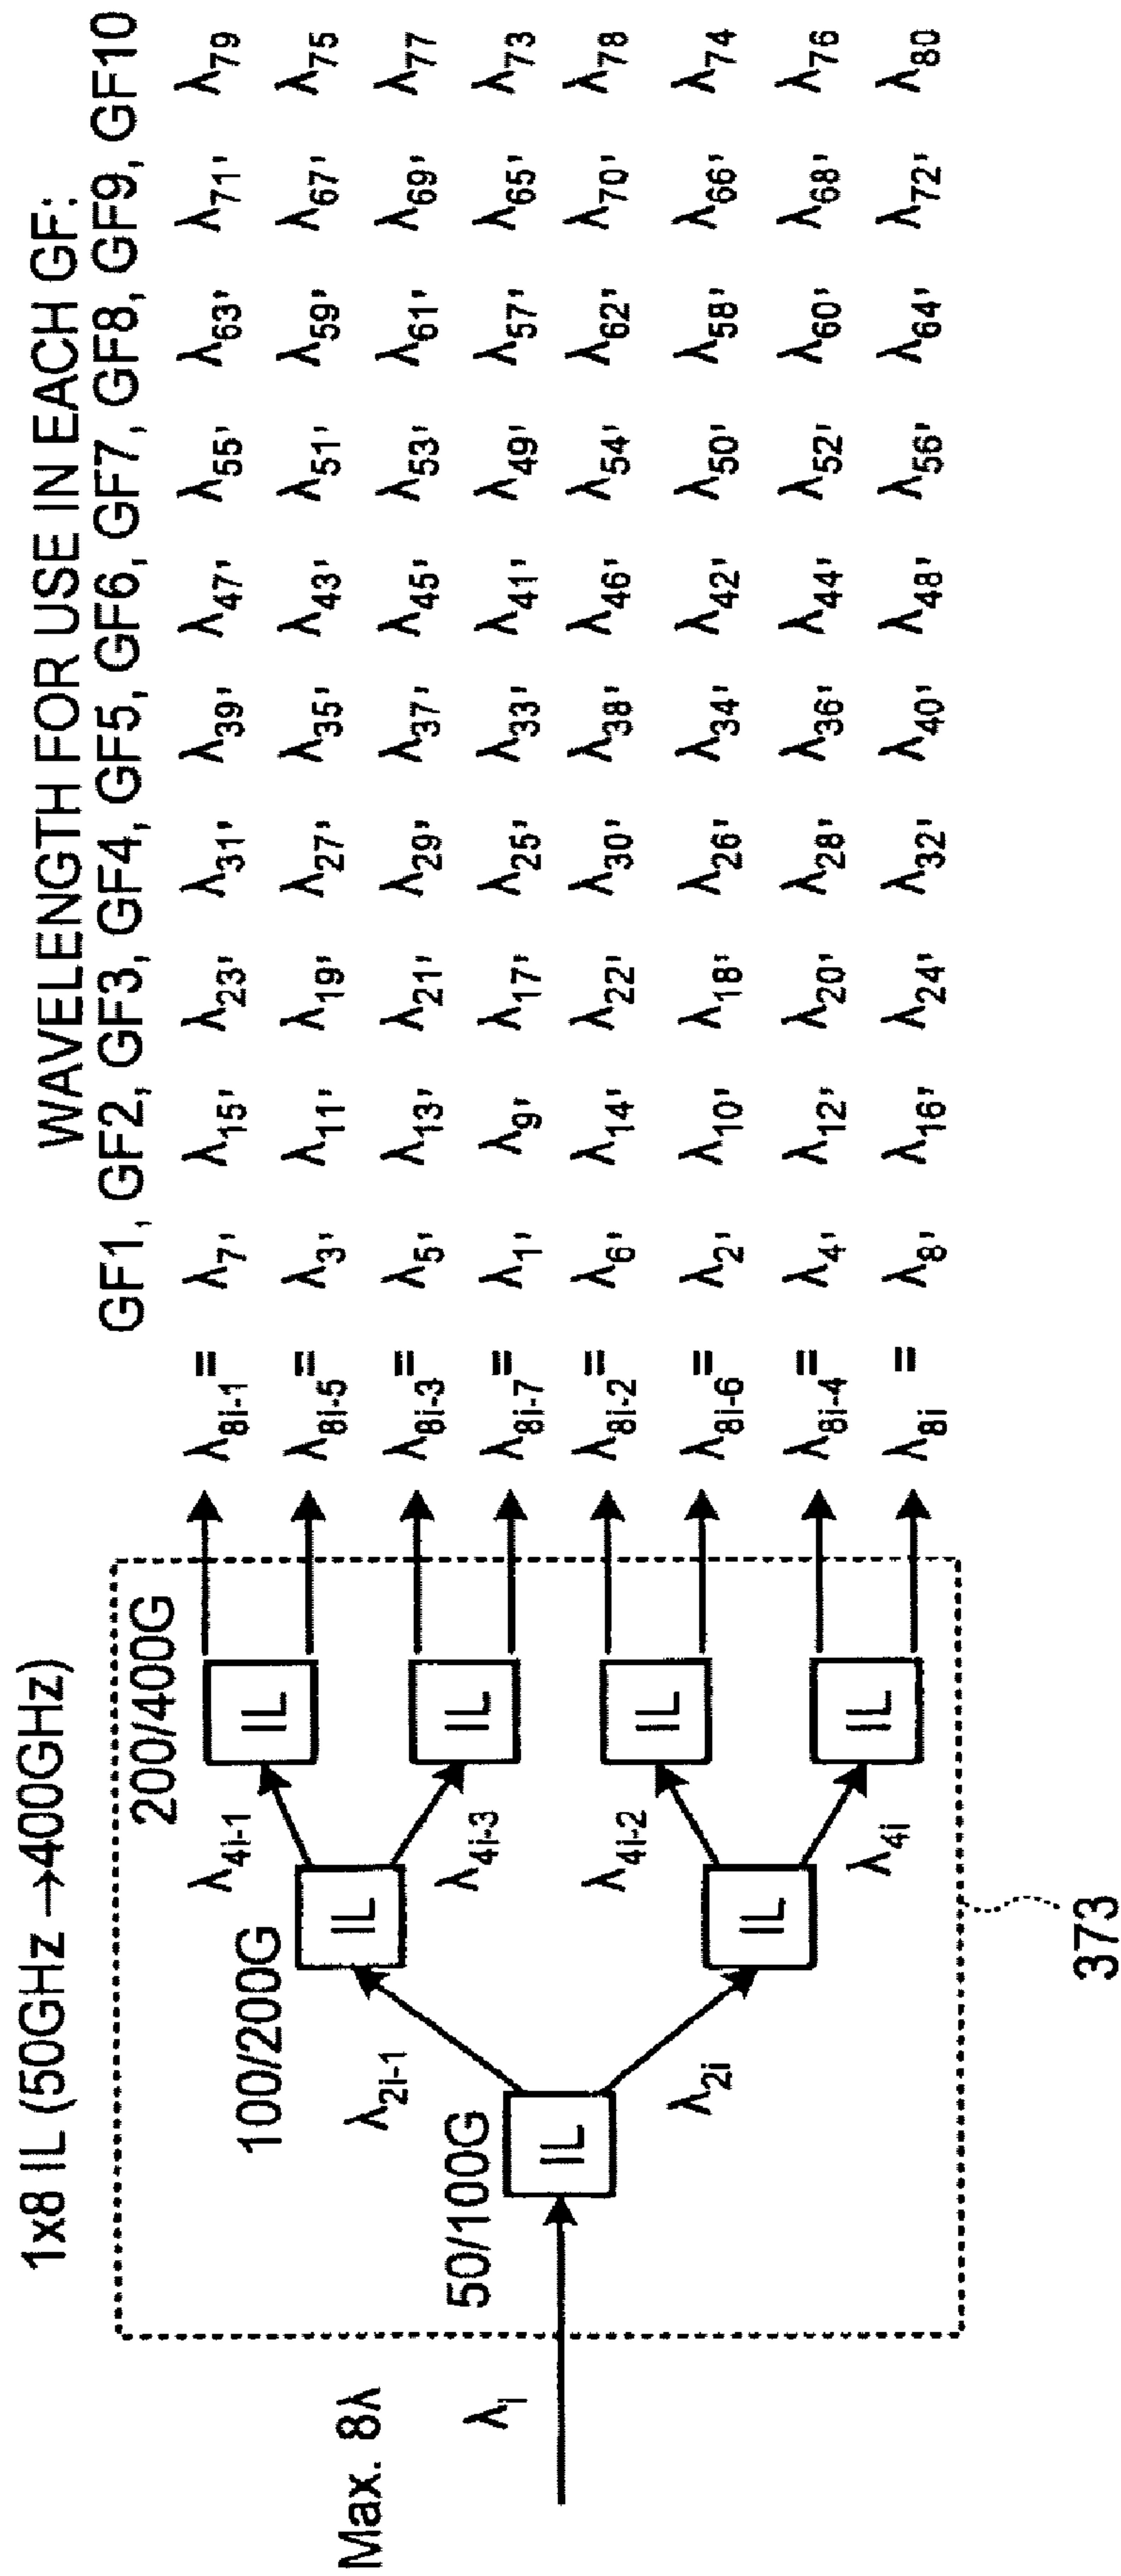 1x8 IL (50GHz →400GHz)
WAVELENGTH FOR USE IN EACH GF:
GF1, GF2, GF3, GF4, GF5, GF6, GF7, GF8, GF9, GF10
200/400G
100/200G
50/100G
Max. 8λ
λi
λ2i-1
λ2i
λ4i-1
λ4i-3
λ4i-2
λ4i
IL
IL
IL
IL
IL
IL
IL
λ8i-1 = λ7' λ15' λ23' λ31' λ39' λ47' λ55' λ63' λ71' λ79
λ8i-5 = λ3' λ11' λ19' λ27' λ35' λ43' λ51' λ59' λ67' λ75
λ8i-3 = λ5' λ13' λ21' λ29' λ37' λ45' λ53' λ61' λ69' λ77
λ8i-7 = λ1' λ9' λ17' λ25' λ33' λ41' λ49' λ57' λ65' λ73
λ8i-2 = λ6' λ14' λ22' λ30' λ38' λ46' λ54' λ62' λ70' λ78
λ8i-6 = λ2' λ10' λ18' λ26' λ34' λ42' λ50' λ58' λ66' λ74
λ8i-4 = λ4' λ12' λ20' λ28' λ36' λ44' λ52' λ60' λ68' λ76
λ8i = λ8' λ16' λ24' λ32' λ40' λ48' λ56' λ64' λ72' λ80
373